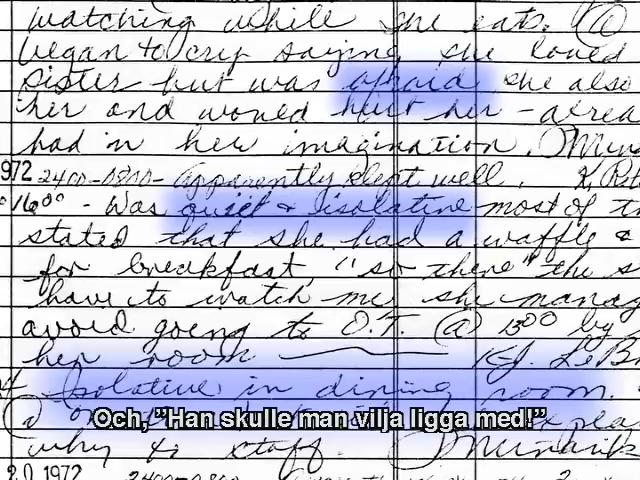 watching while she eats. @
began to cry saying she loved
sister but was afraid she also
her and would hurt her - alrea
had in her imagination.
972 2400-0800 - Apparently slept well. K.
1600 - Was quiet & isolative most of t
stated that she had a waffle &
for breakfast, "so there" the s
have to watch me she manag
avoid going to O.T. @ 1300 by
her room K.J. LeB
Isolative in dining room.
Och, ”Han skulle man vilja ligga med!”
why to staff.
20 1972